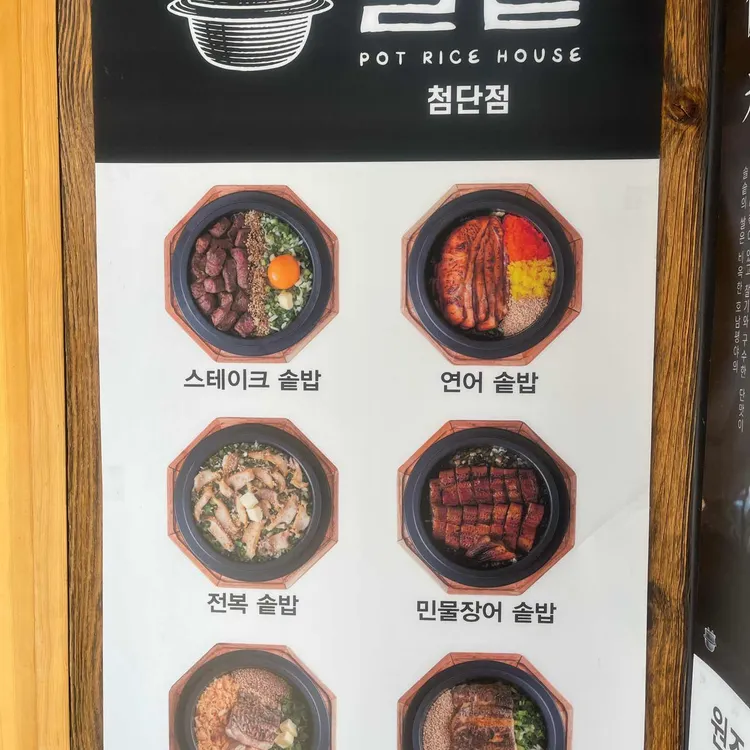 POT RICE HOUSE
첨단점
스테이크 솥밥
연어 솥밥
전복 솥밥
민물장어 솥밥